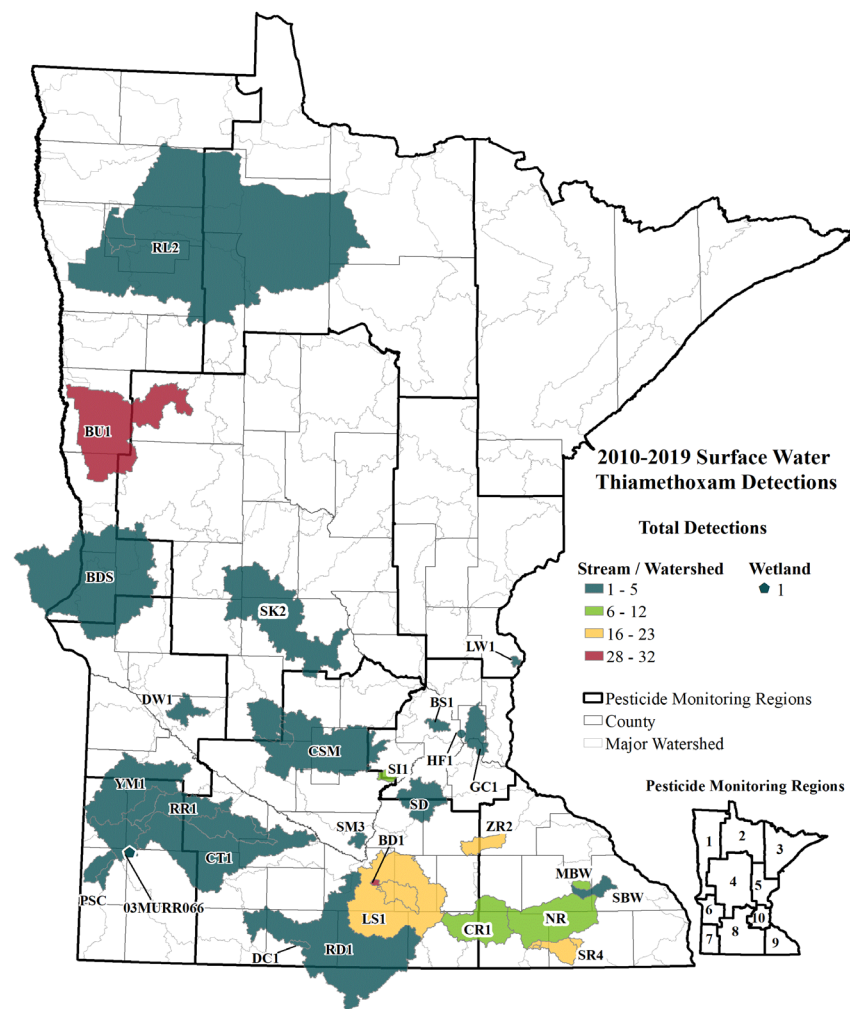 RL2
BU1
2010-2019 Surface Water
Thiamethoxam Detections
Total Detections
Stream / Watershed
Wetland
1 - 5
1
6 - 12
16 - 23
28 - 32
Pesticide Monitoring Regions
County
Major Watershed
BDS
SK2
LW1
DW1
BS1
CSM
HF1
GC1
SI1
SD
YM1
RR1
CT1
SM3
BD1
ZR2
PSC
03MURR066
MBW
SBW
LS1
CR1
NR
DC1
RD1
SR4
Pesticide Monitoring Regions
1
2
3
4
5
6
7
8
10
9